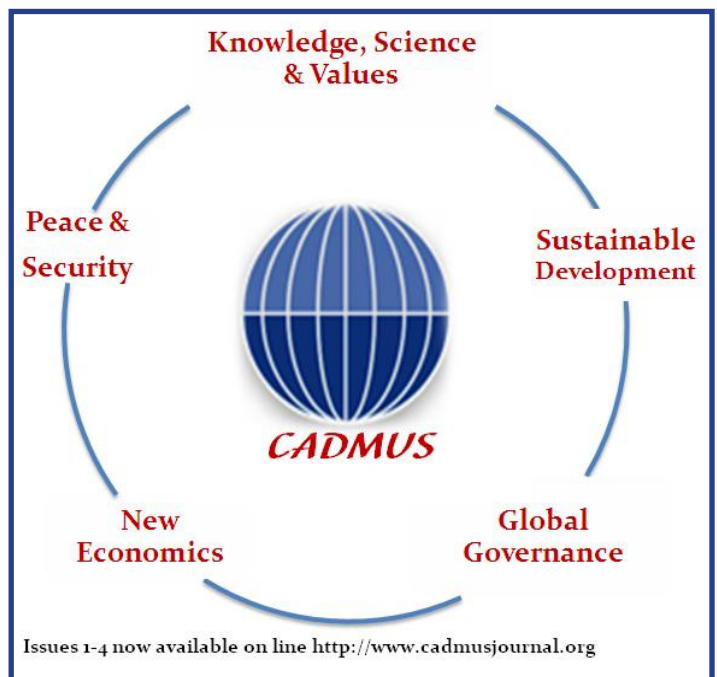 Knowledge, Science
& Values
Peace &
Security
Sustainable
Development
CADMUS
New
Economics
Global
Governance
Issues 1-4 now available on line http://www.cadmusjournal.org